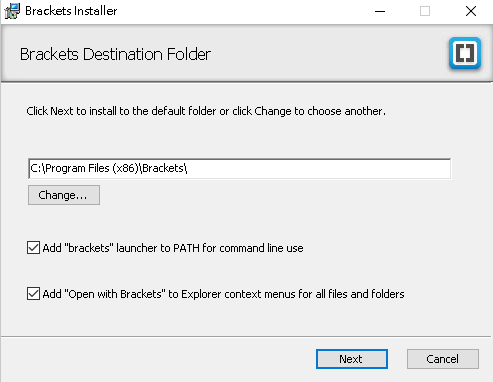 Brackets Installer
Brackets Destination Folder
Click Next to install to the default folder or click Change to choose another.
C:\Program Files (x86)\Brackets\
Change...
Add "brackets" launcher to PATH for command line use
Add "Open with Brackets" to Explorer context menus for all files and folders
Next
Cancel